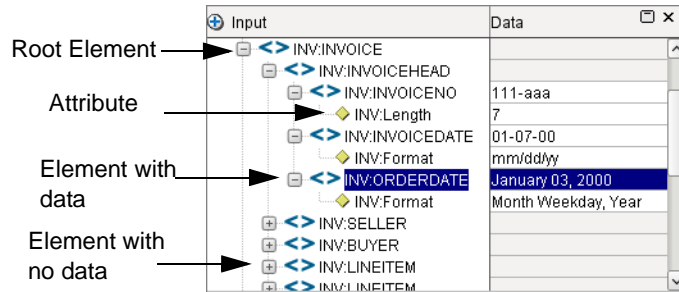 Input Data
Root Element INV:INVOICE
INV:INVOICEHEAD
INV:INVOICENO 111-aaa
Attribute INV:Length 7
INV:INVOICEDATE 01-07-00
INV:Format mm/dd/yy
Element with data INV:ORDERDATE January 03, 2000
INV:Format Month Weekday, Year
INV:SELLER
INV:BUYER
Element with no data INV:LINEITEM
INV:LINEITEM